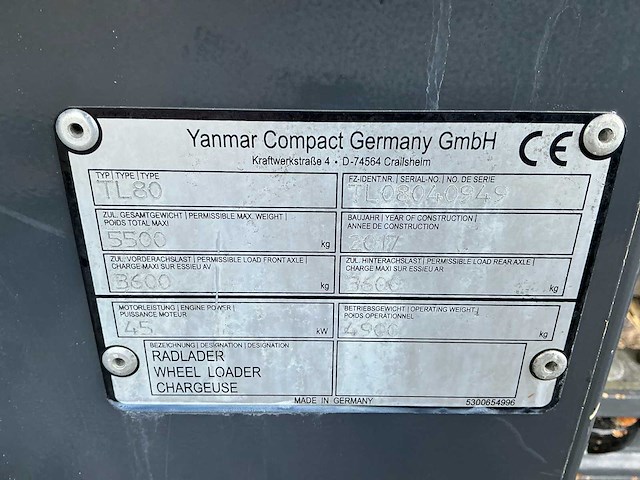 Yanmar Compact Germany GmbH
Kraftwerkstraße 4 • D-74564 Crailsheim
CE
TYP | TYPE | TYPE
TL80
FZ-IDENT.NR. | SERIAL-NO. | NO. DE SERIE
TL08040949
ZUL. GESAMTGEWICHT | PERMISSIBLE MAX. WEIGHT |
POIDS TOTAL MAXI
5500 kg
BAUJAHR | YEAR OF CONSTRUCTION |
ANNÉE DE CONSTRUCTION
2017
ZUL. VORDERACHSLAST | PERMISSIBLE LOAD FRONT AXLE |
CHARGE MAXI SUR ESSIEU AV
3600 kg
ZUL. HINTERACHSLAST | PERMISSIBLE LOAD REAR AXLE |
CHARGE MAXI SUR ESSIEU AR
3600 kg
MOTORLEISTUNG | ENGINE POWER |
PUISSANCE MOTEUR
45 kW
BETRIEBSGEWICHT | OPERATING WEIGHT |
POIDS OPERATIONNEL
kg
BEZEICHNUNG | DESIGNATION | DESIGNATION
RADLADER
WHEEL LOADER
CHARGEUSE
MADE IN GERMANY
5300654996